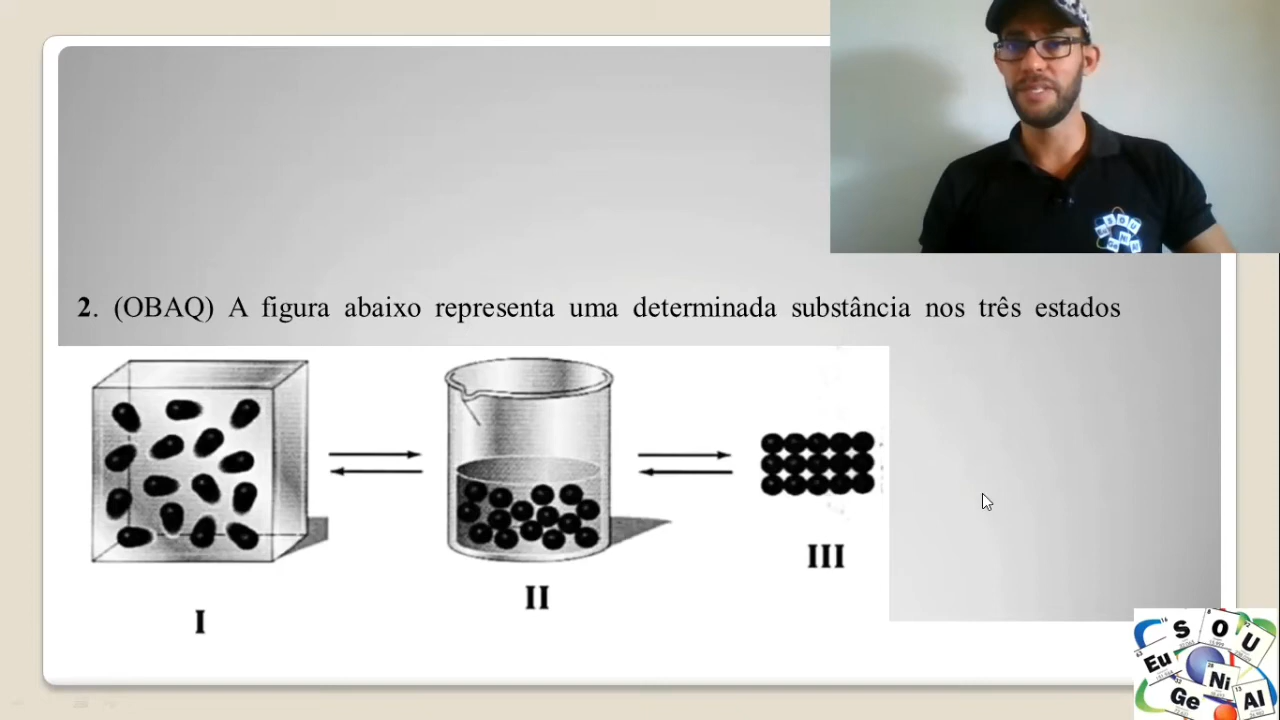 2. (OBAQ) A figura abaixo representa uma determinada substância nos três estados
I
II
III
S O U
Eu Ni
Ge Al